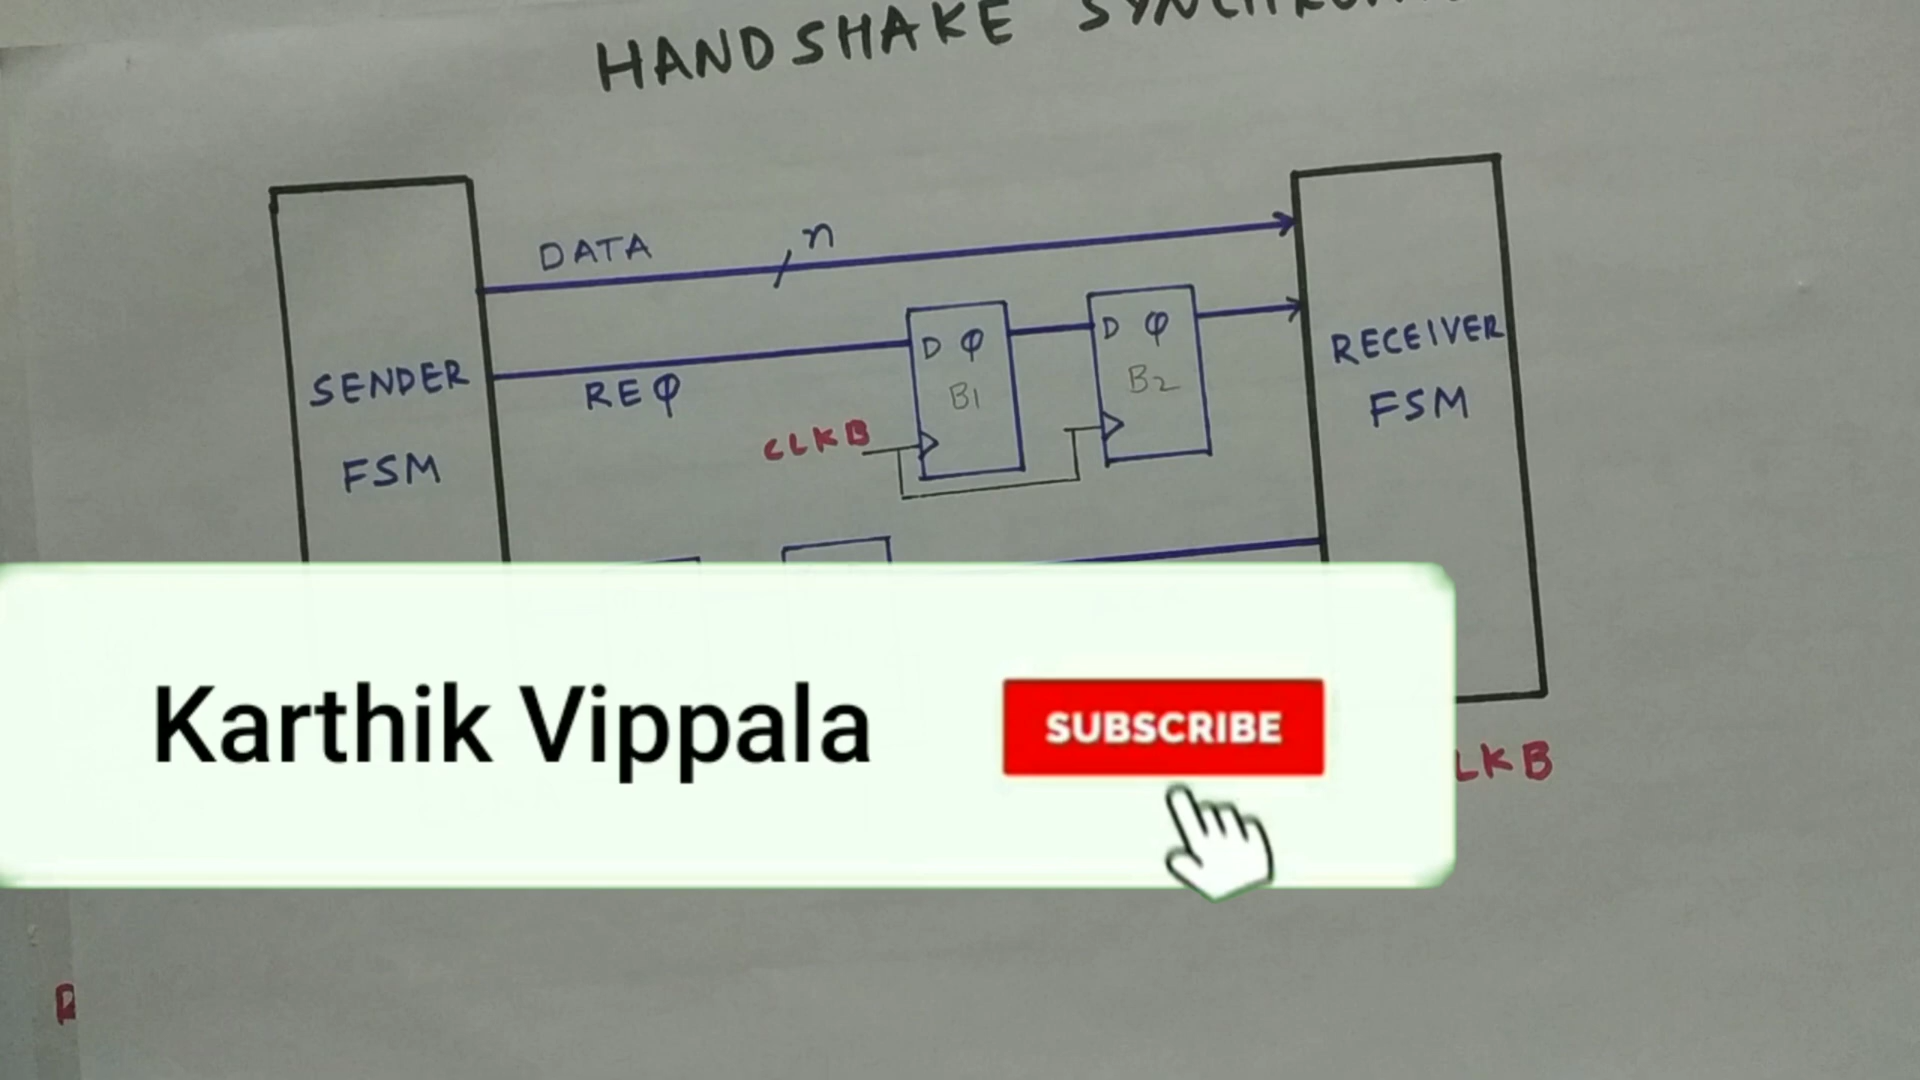 HANDSHAKE
DATA
n
D Q
D Q
REQ
B1
B2
CLKB
SENDER
FSM
RECEIVER
FSM
Karthik Vippala
SUBSCRIBE
LKB